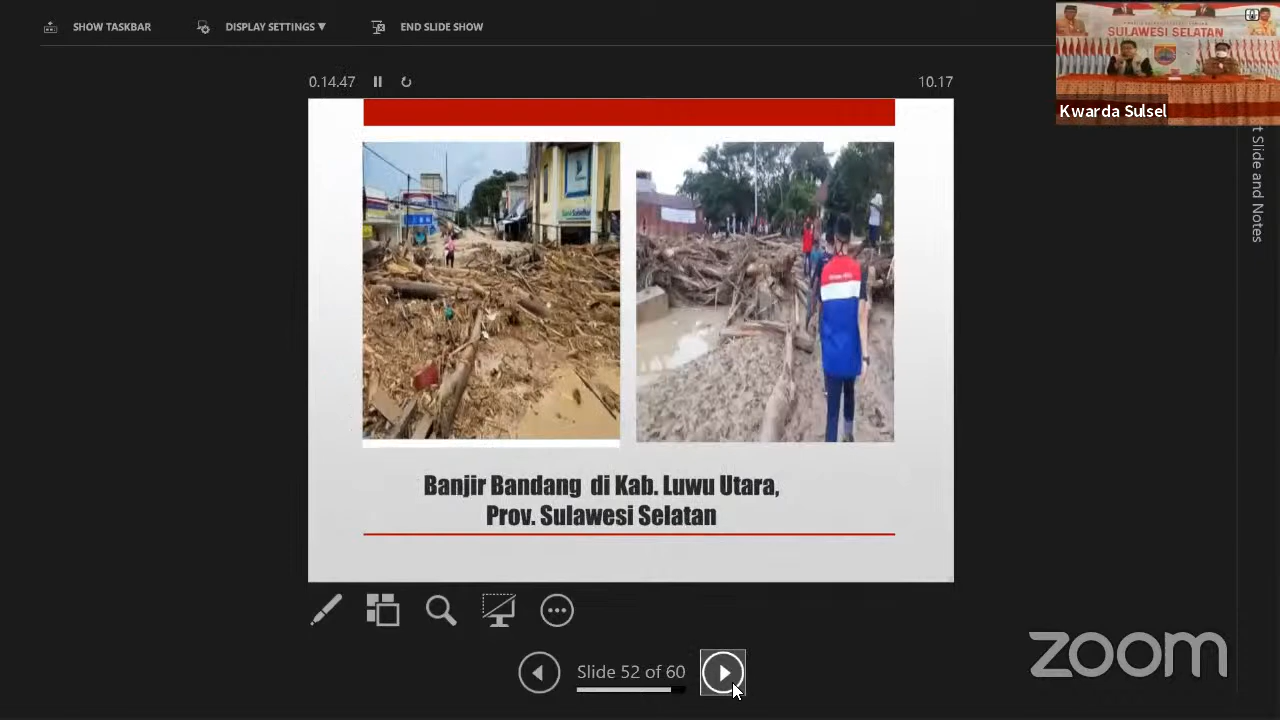 SHOW TASKBAR
DISPLAY SETTINGS ▼
END SLIDE SHOW
SULAWESI SELATAN
Kwarda Sulsel
0.14.47
10.17
t Slide and Notes
Banjir Bandang di Kab. Luwu Utara,
Prov. Sulawesi Selatan
Slide 52 of 60
zoom